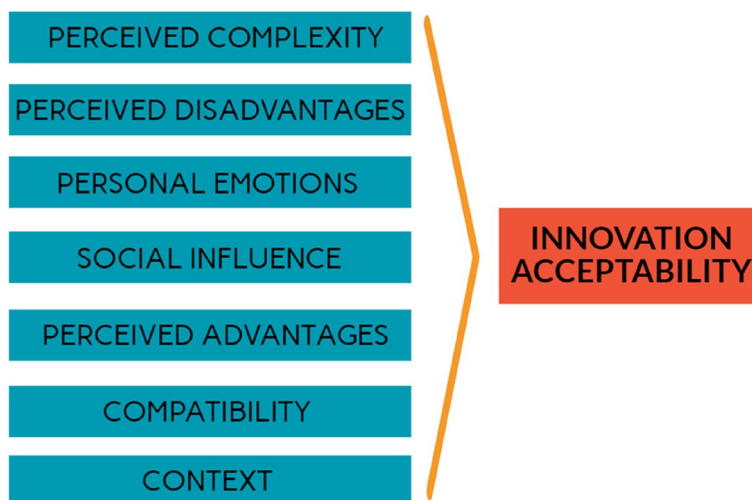 PERCEIVED COMPLEXITY
PERCEIVED DISADVANTAGES
PERSONAL EMOTIONS
SOCIAL INFLUENCE
PERCEIVED ADVANTAGES
COMPATIBILITY
CONTEXT
INNOVATION
ACCEPTABILITY